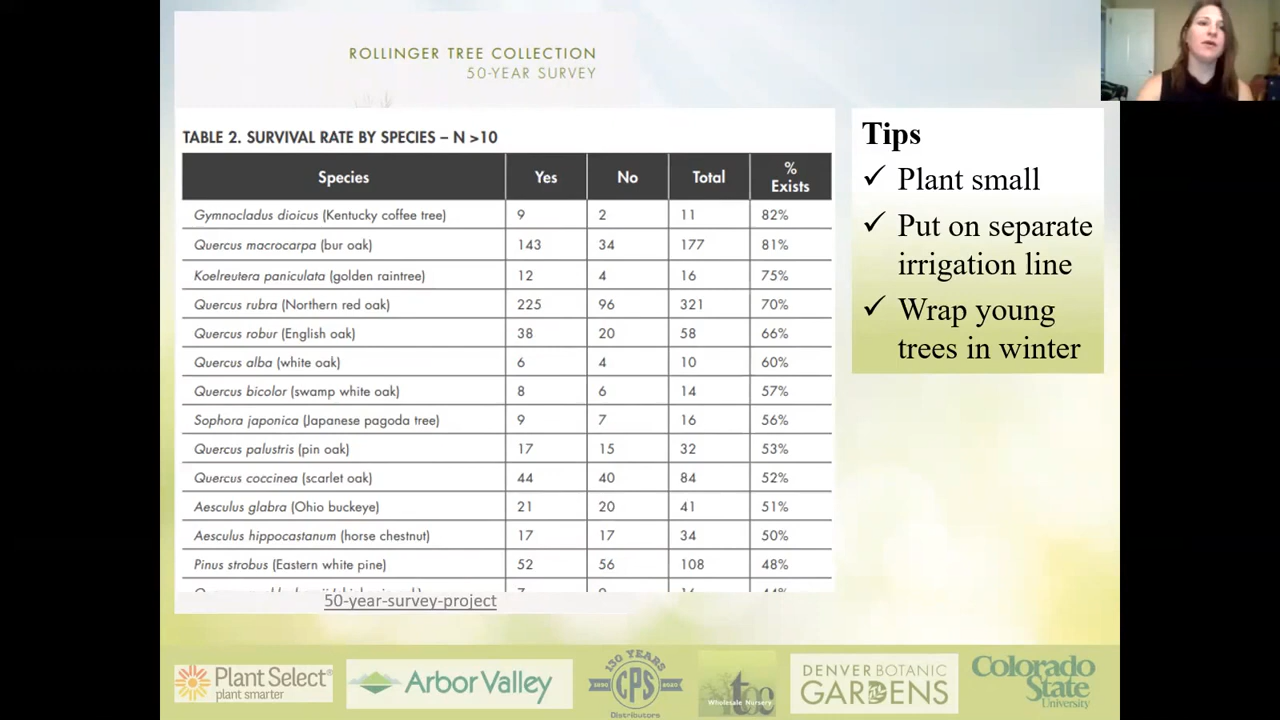 ROLLINGER TREE COLLECTION
50-YEAR SURVEY
TABLE 2. SURVIVAL RATE BY SPECIES – N >10
Species Yes No Total % Exists
Gymnocladus dioicus (Kentucky coffee tree) 9 2 11 82%
Quercus macrocarpa (bur oak) 143 34 177 81%
Koelreutera paniculata (golden raintree) 12 4 16 75%
Quercus rubra (Northern red oak) 225 96 321 70%
Quercus robur (English oak) 38 20 58 66%
Quercus alba (white oak) 6 4 10 60%
Quercus bicolor (swamp white oak) 8 6 14 57%
Sophora japonica (Japanese pagoda tree) 9 7 16 56%
Quercus palustris (pin oak) 17 15 32 53%
Quercus coccinea (scarlet oak) 44 40 84 52%
Aesculus glabra (Ohio buckeye) 21 20 41 51%
Aesculus hippocastanum (horse chestnut) 17 17 34 50%
Pinus strobus (Eastern white pine) 52 56 108 48%
50-year-survey-project
Tips
✓ Plant small
✓ Put on separate
irrigation line
✓ Wrap young
trees in winter
Plant Select®
plant smarter
Arbor Valley
130 YEARS
1890 CPS 2020
Distributors
Wholesale Nursery
DENVER BOTANIC
GARDENS
Colorado
State
University